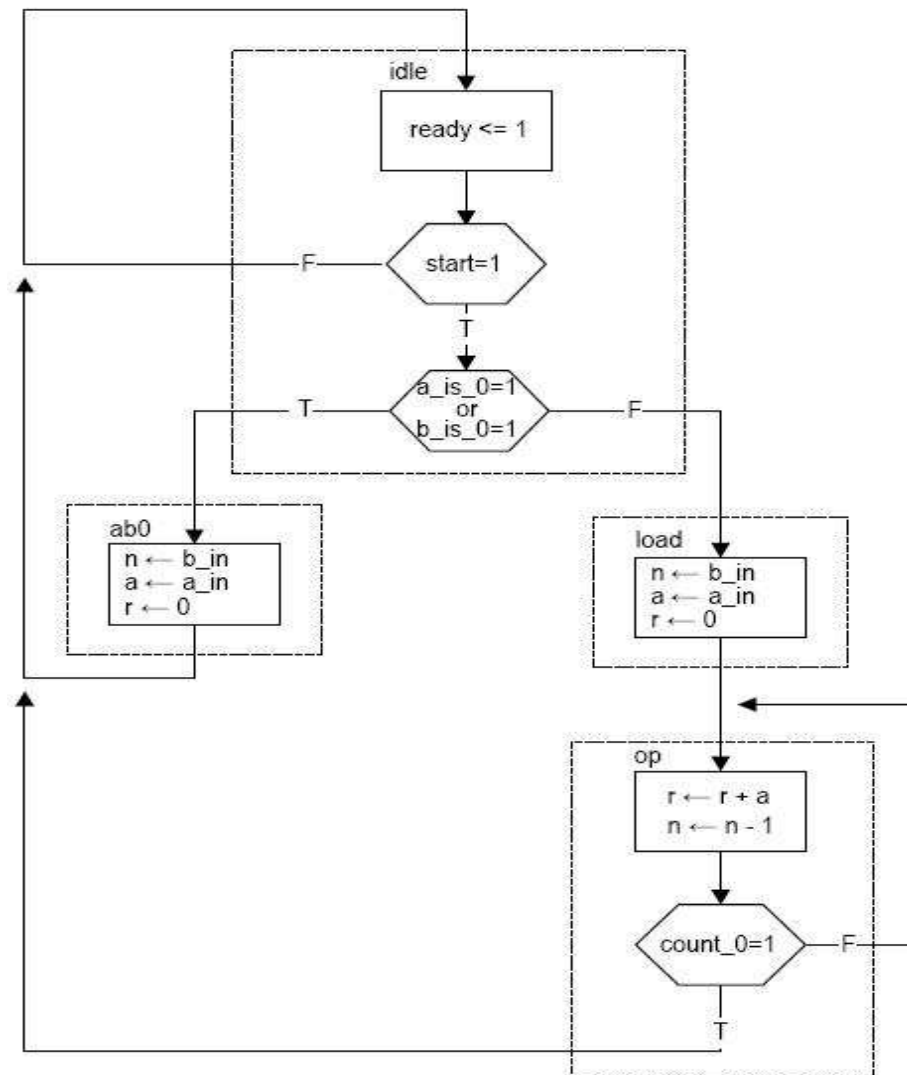 idle
ready <= 1
F
start=1
T
a_is_0=1
or
b_is_0=1
T
F
ab0
n ← b_in
a ← a_in
r ← 0
load
n ← b_in
a ← a_in
r ← 0
op
r ← r + a
n ← n - 1
count_0=1
F
T